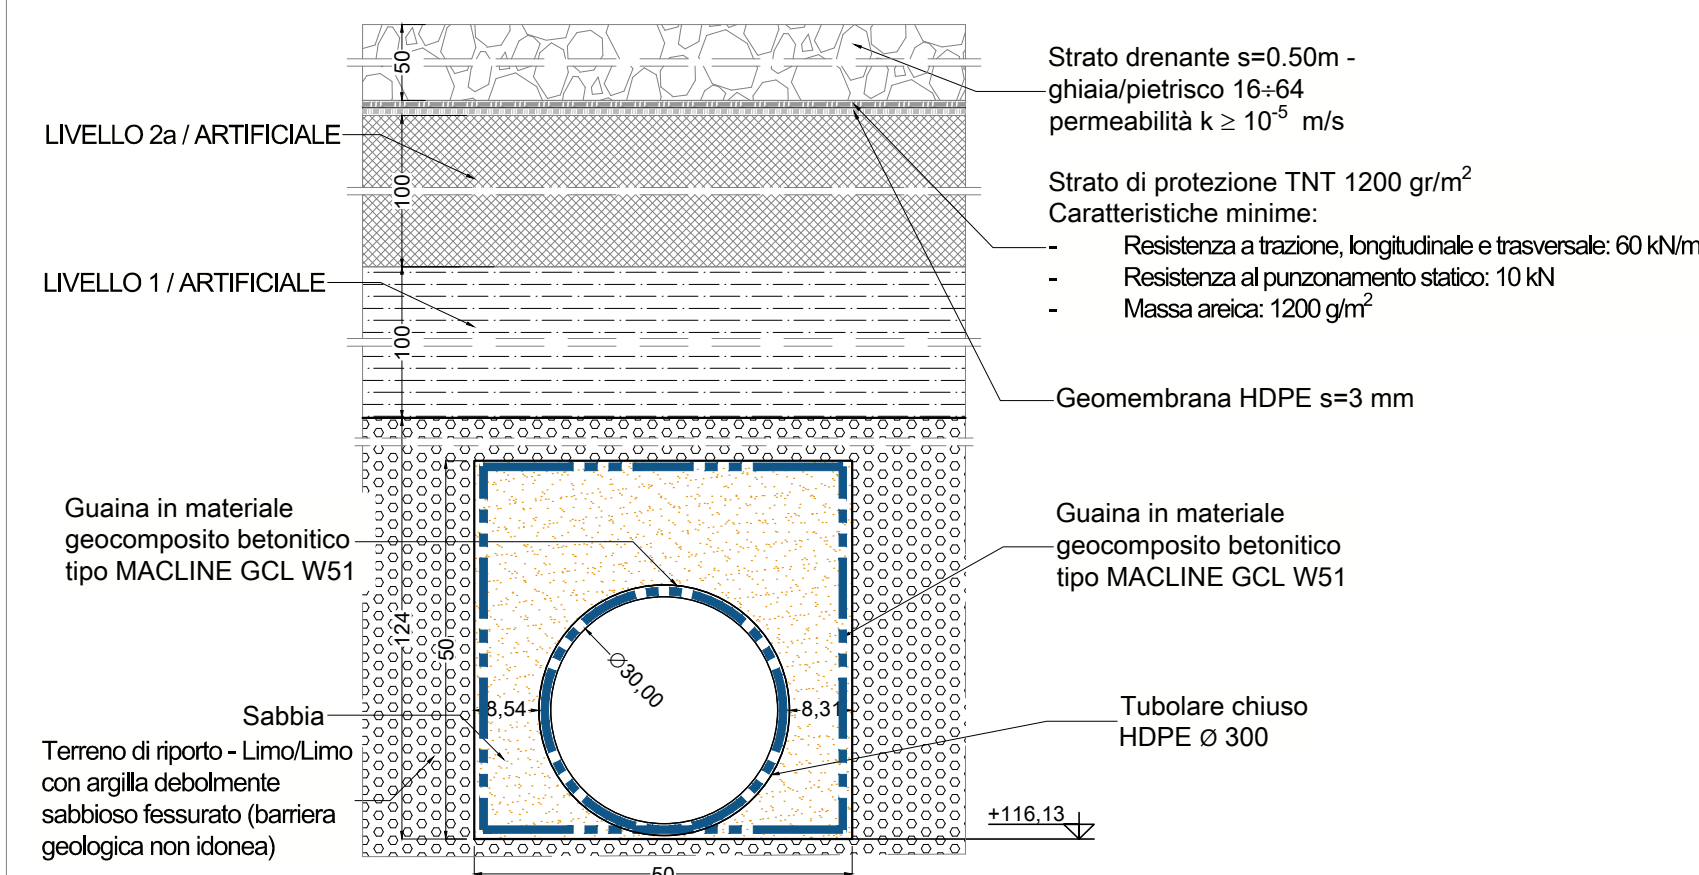 50
LIVELLO 2a / ARTIFICIALE
100
LIVELLO 1 / ARTIFICIALE
100
Strato drenante s=0.50m -
ghiaia/pietrisco 16÷64
permeabilità k ≥ 10⁻⁵ m/s
Strato di protezione TNT 1200 gr/m²
Caratteristiche minime:
- Resistenza a trazione, longitudinale e trasversale: 60 kN/m
- Resistenza al punzonamento statico: 10 kN
- Massa areica: 1200 g/m²
Geomembrana HDPE s=3 mm
Guaina in materiale
geocomposito betonitico
tipo MACLINE GCL W51
Guaina in materiale
geocomposito betonitico
tipo MACLINE GCL W51
124
50
Ø30,00
8,54
8,31
Sabbia
Terreno di riporto - Limo/Limo
con argilla debolmente
sabbioso fessurato (barriera
geologica non idonea)
Tubolare chiuso
HDPE Ø 300
+116,13
50